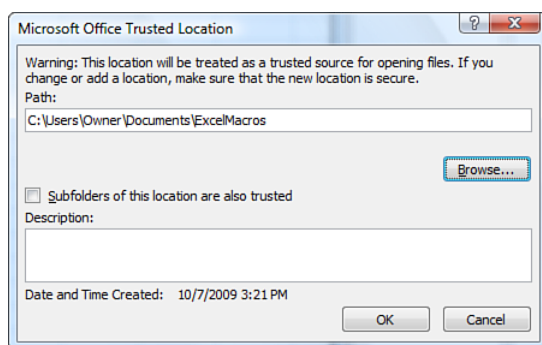 Microsoft Office Trusted Location
Warning: This location will be treated as a trusted source for opening files. If you
change or add a location, make sure that the new location is secure.
Path:
C:\Users\Owner\Documents\ExcelMacros
Browse...
Subfolders of this location are also trusted
Description:
Date and Time Created: 10/7/2009 3:21 PM
OK Cancel